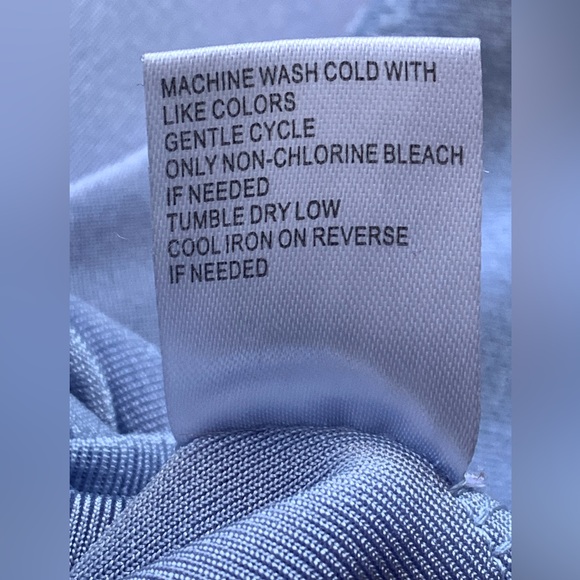 MACHINE WASH COLD WITH
LIKE COLORS
GENTLE CYCLE
ONLY NON-CHLORINE BLEACH
IF NEEDED
TUMBLE DRY LOW
COOL IRON ON REVERSE
IF NEEDED